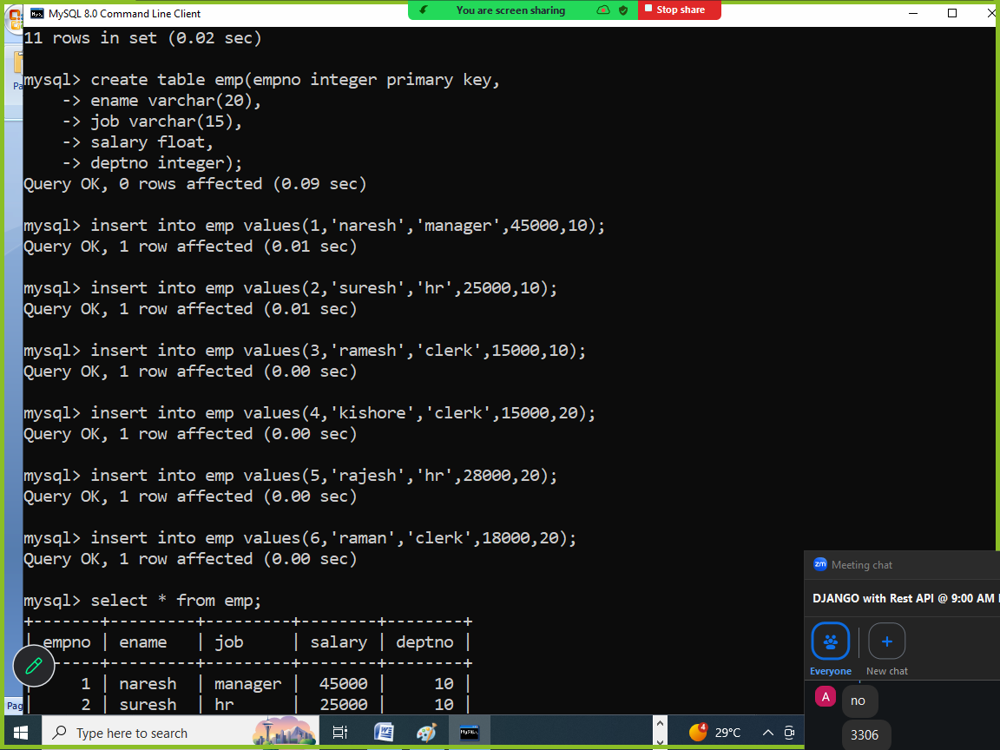 MySQL 8.0 Command Line Client
You are screen sharing
Stop share
11 rows in set (0.02 sec)
mysql> create table emp(empno integer primary key,
    -> ename varchar(20),
    -> job varchar(15),
    -> salary float,
    -> deptno integer);
Query OK, 0 rows affected (0.09 sec)
mysql> insert into emp values(1,'naresh','manager',45000,10);
Query OK, 1 row affected (0.01 sec)
mysql> insert into emp values(2,'suresh','hr',25000,10);
Query OK, 1 row affected (0.01 sec)
mysql> insert into emp values(3,'ramesh','clerk',15000,10);
Query OK, 1 row affected (0.00 sec)
mysql> insert into emp values(4,'kishore','clerk',15000,20);
Query OK, 1 row affected (0.00 sec)
mysql> insert into emp values(5,'rajesh','hr',28000,20);
Query OK, 1 row affected (0.00 sec)
mysql> insert into emp values(6,'raman','clerk',18000,20);
Query OK, 1 row affected (0.00 sec)
mysql> select * from emp;
+-------+---------+---------+--------+--------+
| empno | ename   | job     | salary | deptno |
+-------+---------+---------+--------+--------+
1 | naresh  | manager |  45000 |     10 |
|     2 | suresh  | hr      |  25000 |     10 |
Pa
Pag
zm Meeting chat
DJANGO with Rest API @ 9:00 AM
Everyone
New chat
A no
3306
Type here to search
4
29°C